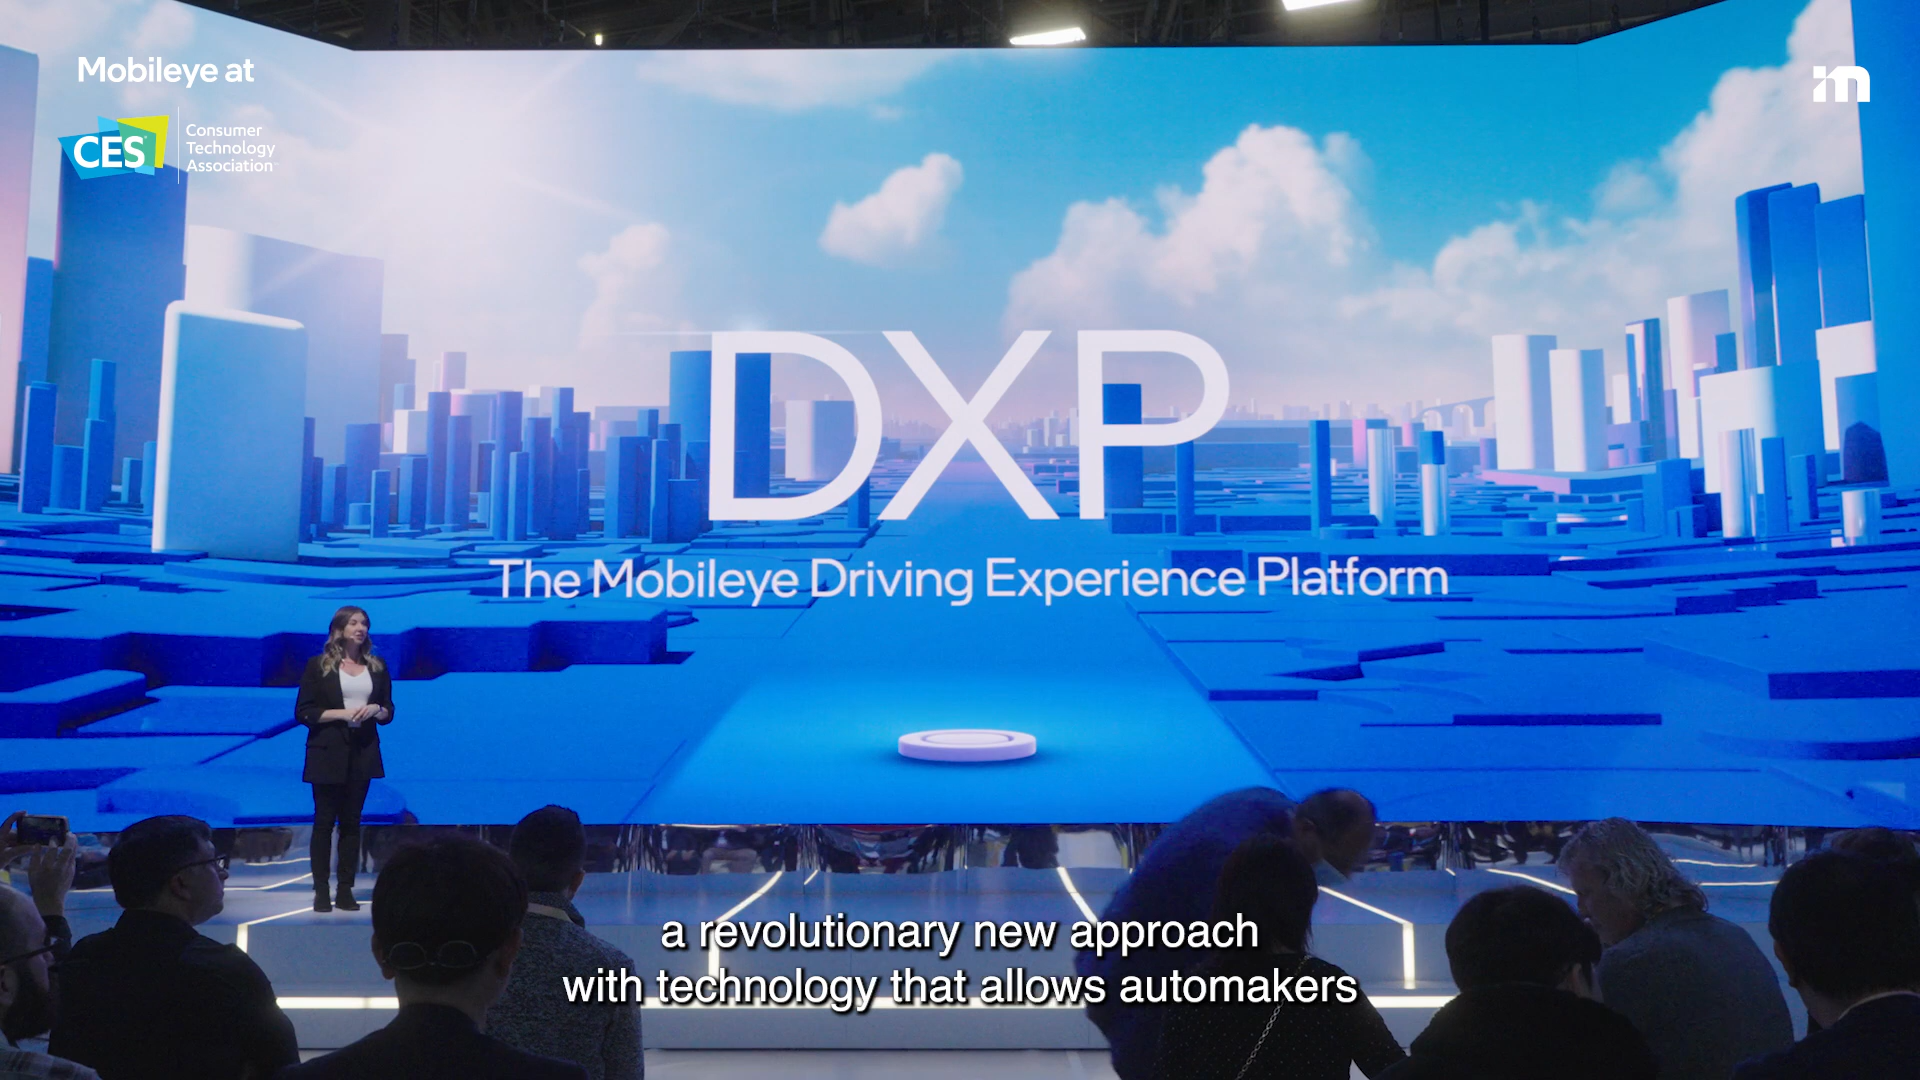 Mobileye at
CES
Consumer
Technology
Association
DXP
The Mobileye Driving Experience Platform
a revolutionary new approach
with technology that allows automakers